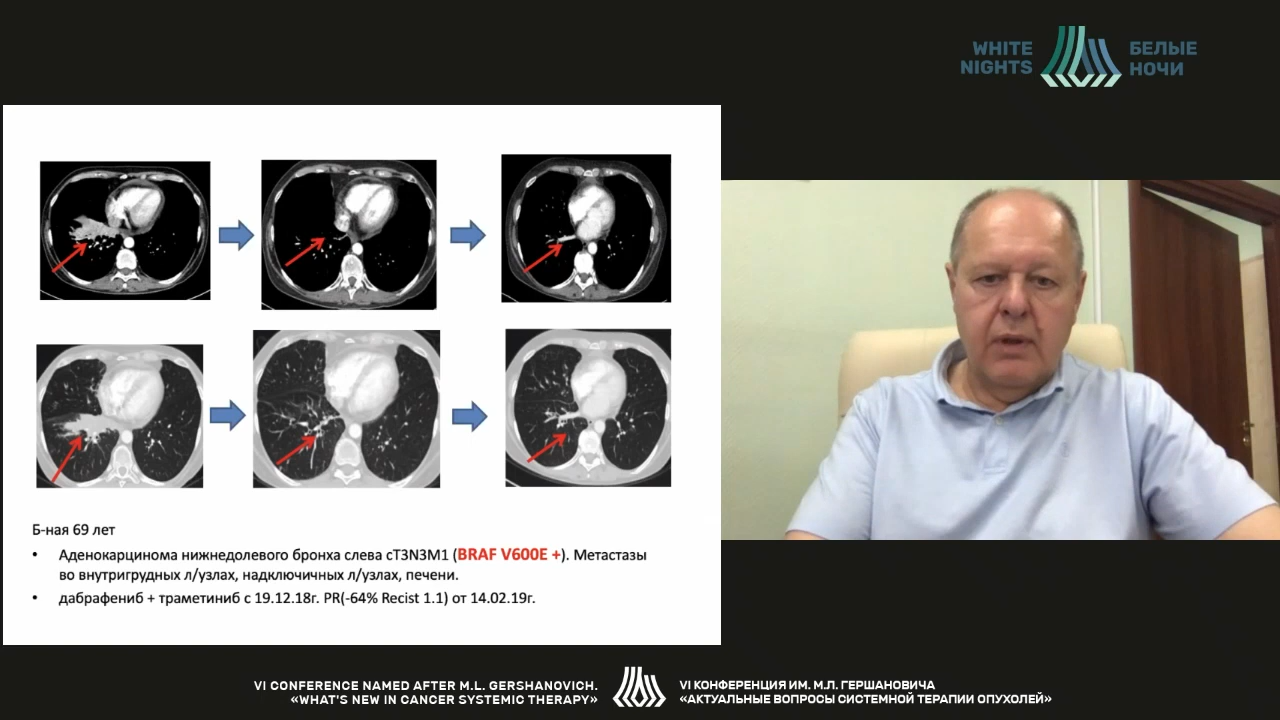 WHITE
NIGHTS
БЕЛЫЕ
НОЧИ
Б-ная 69 лет
• Аденокарцинома нижнедолевого бронха слева cT3N3M1 (BRAF V600E +). Метастазы
во внутригрудных л/узлах, надключичных л/узлах, печени.
• дабрафениб + траметиниб с 19.12.18г. PR(-64% Recist 1.1) от 14.02.19г.
VI CONFERENCE NAMED AFTER M.L. GERSHANOVICH.
«WHAT'S NEW IN CANCER SYSTEMIC THERAPY»
VI КОНФЕРЕНЦИЯ ИМ. М.Л. ГЕРШАНОВИЧА
«АКТУАЛЬНЫЕ ВОПРОСЫ СИСТЕМНОЙ ТЕРАПИИ ОПУХОЛЕЙ»